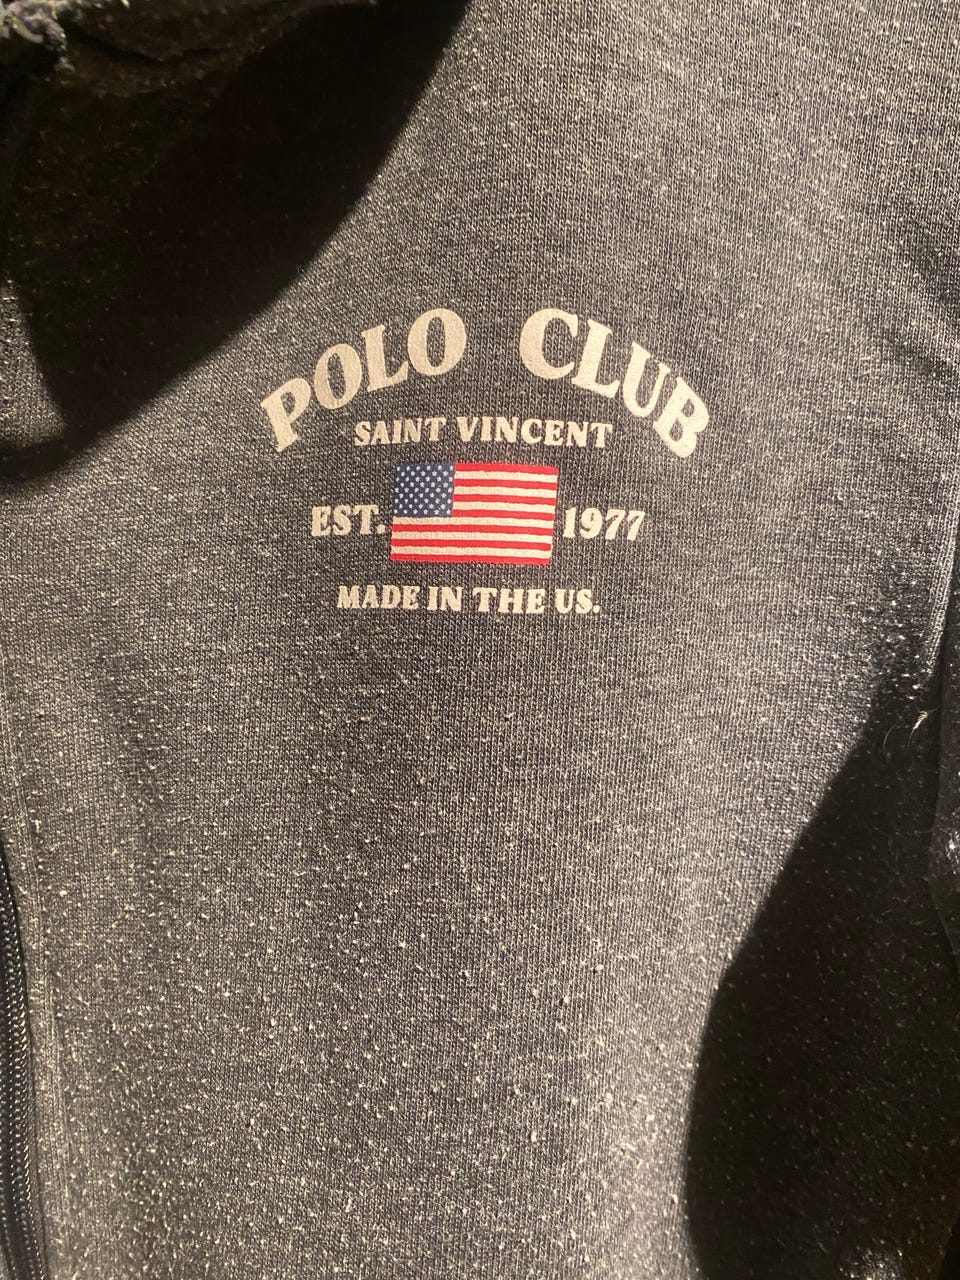 POLO CLUB
SAINT VINCENT
EST. 1977
MADE IN THE US.